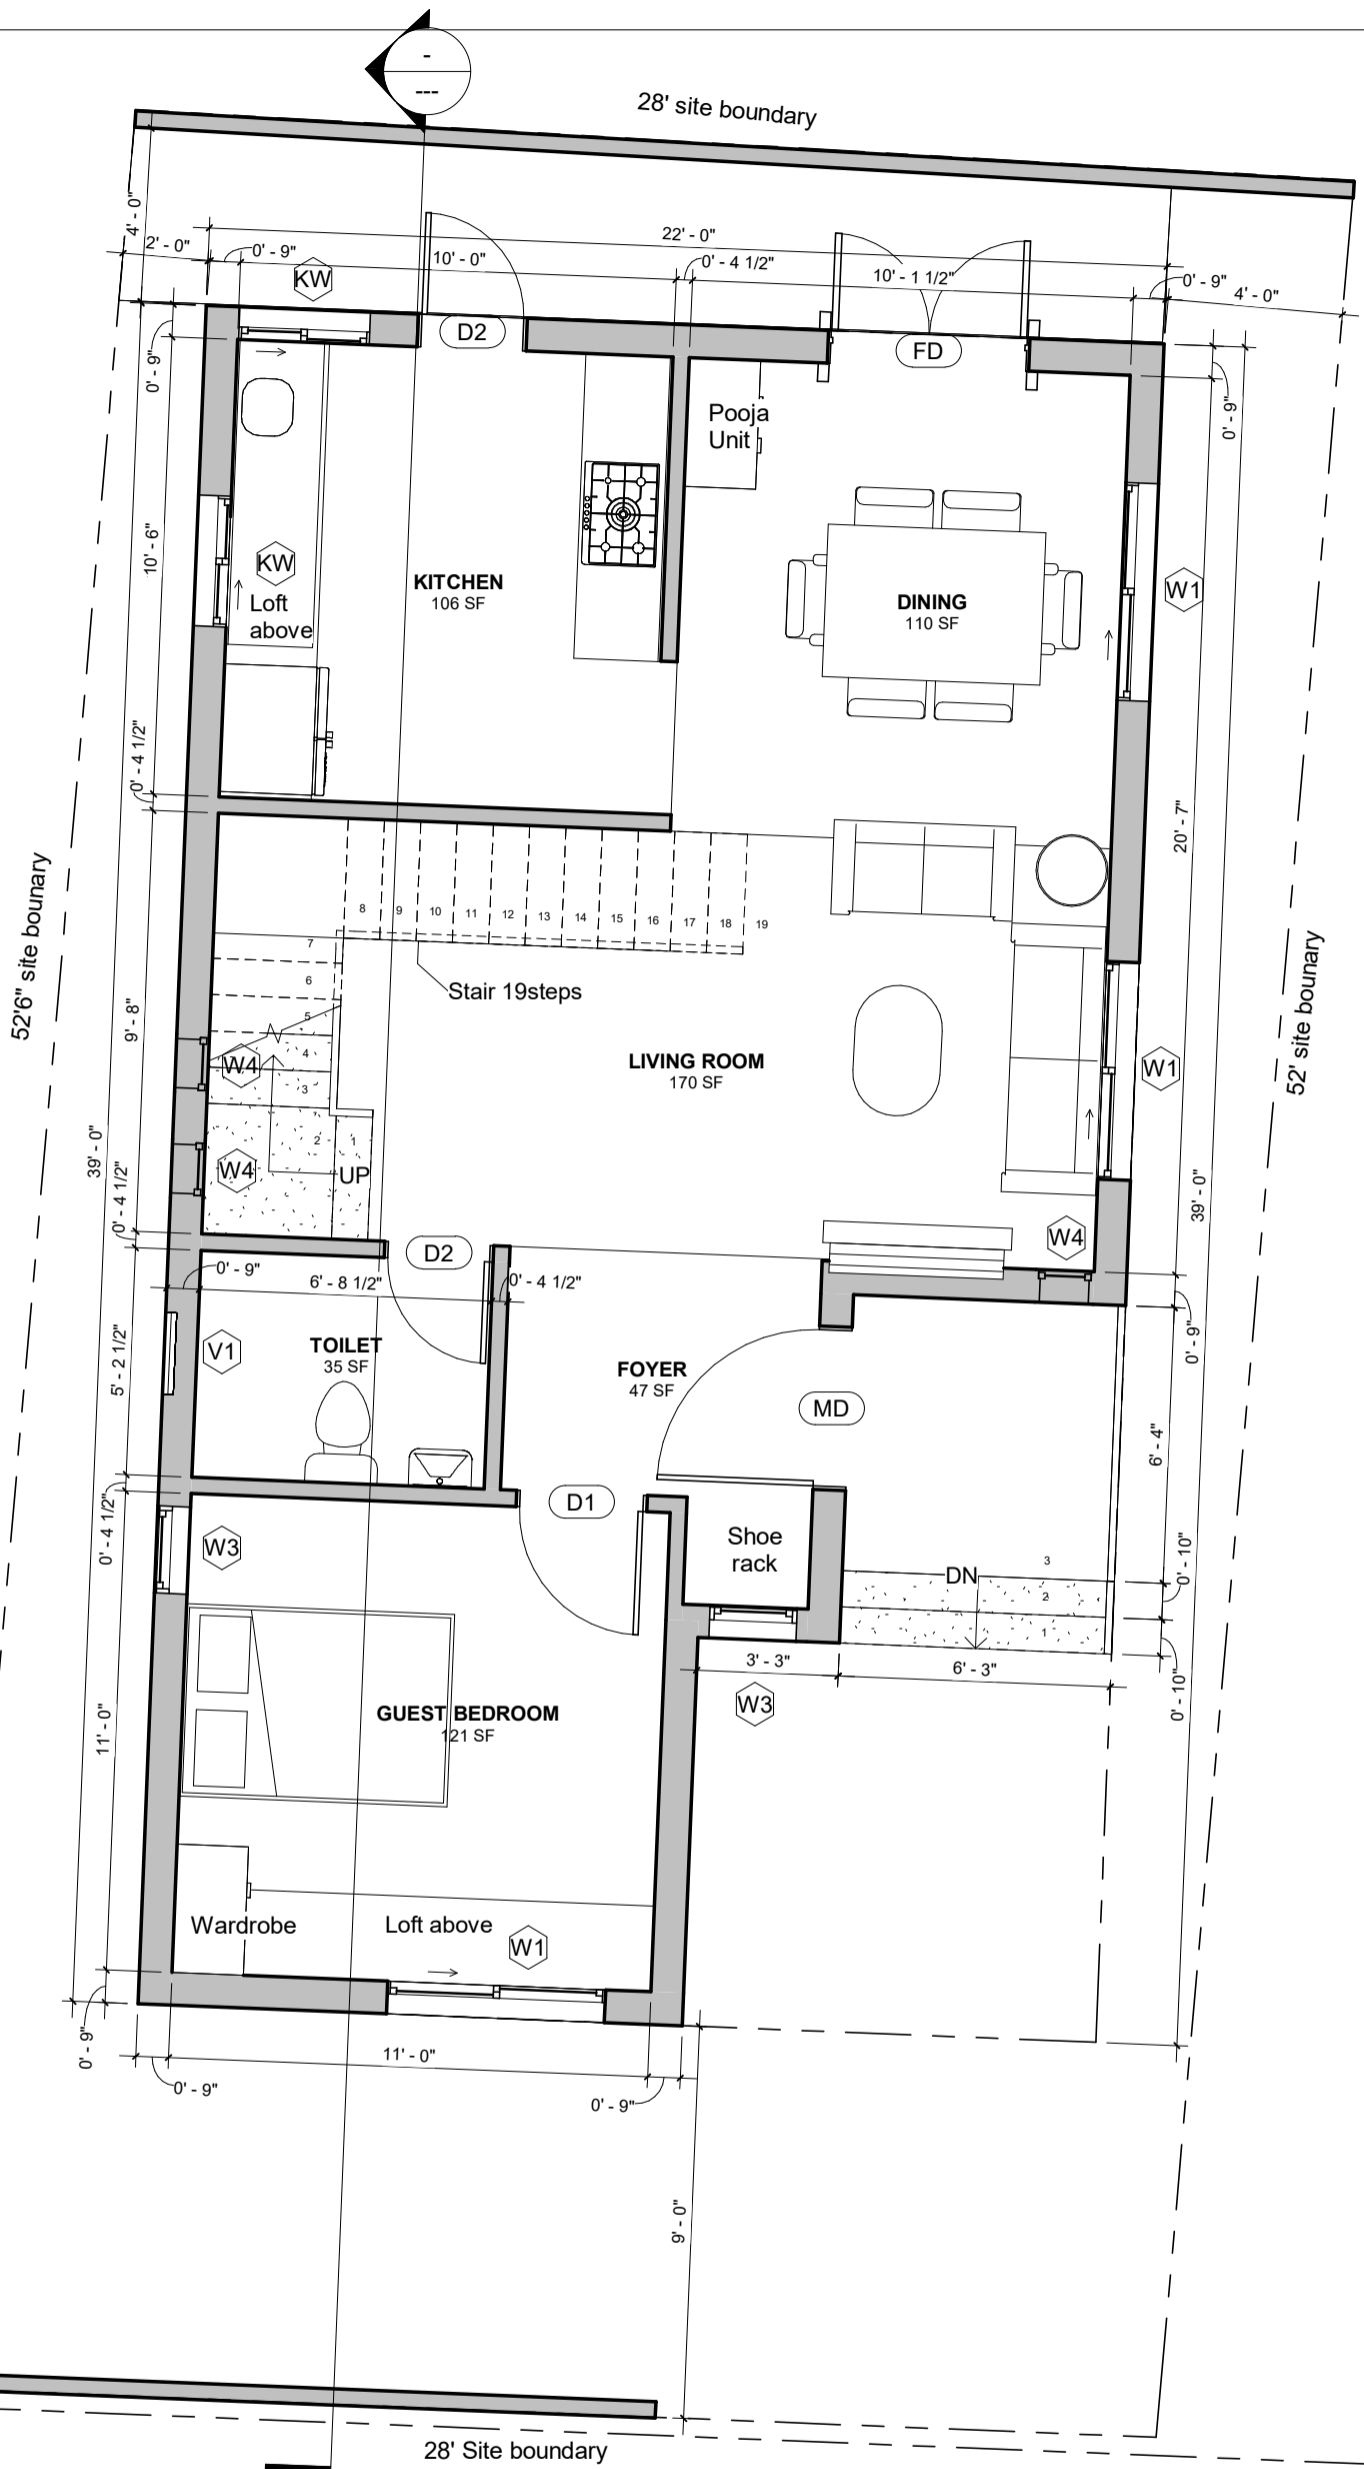 -
---
28' site boundary
4' - 0"
2' - 0"
22' - 0"
0' - 9"
10' - 0"
0' - 4 1/2"
10' - 1 1/2"
0' - 9"
4' - 0"
KW
D2
FD
0' - 9"
0' - 9"
Pooja
Unit
10' - 6"
KW
Loft
above
KITCHEN
106 SF
DINING
110 SF
W1
0' - 4 1/2"
20' - 7"
8
9
10
11
12
13
14
15
16
17
18
19
7
6
5
4
3
2
1
Stair 19steps
52'6" site bounary
52' site bounary
9' - 8"
W4
LIVING ROOM
170 SF
W1
39' - 0"
W4
UP
39' - 0"
0' - 4 1/2"
D2
W4
0' - 9"
6' - 8 1/2"
0' - 4 1/2"
V1
TOILET
35 SF
FOYER
47 SF
0' - 9"
5' - 2 1/2"
MD
6' - 4"
D1
0' - 4 1/2"
W3
Shoe
rack
DN
3
2
1
0' - 10"
3' - 3"
6' - 3"
0' - 10"
W3
GUEST BEDROOM
121 SF
11' - 0"
Wardrobe
Loft above
W1
0' - 9"
11' - 0"
0' - 9"
0' - 9"
9' - 0"
28' Site boundary